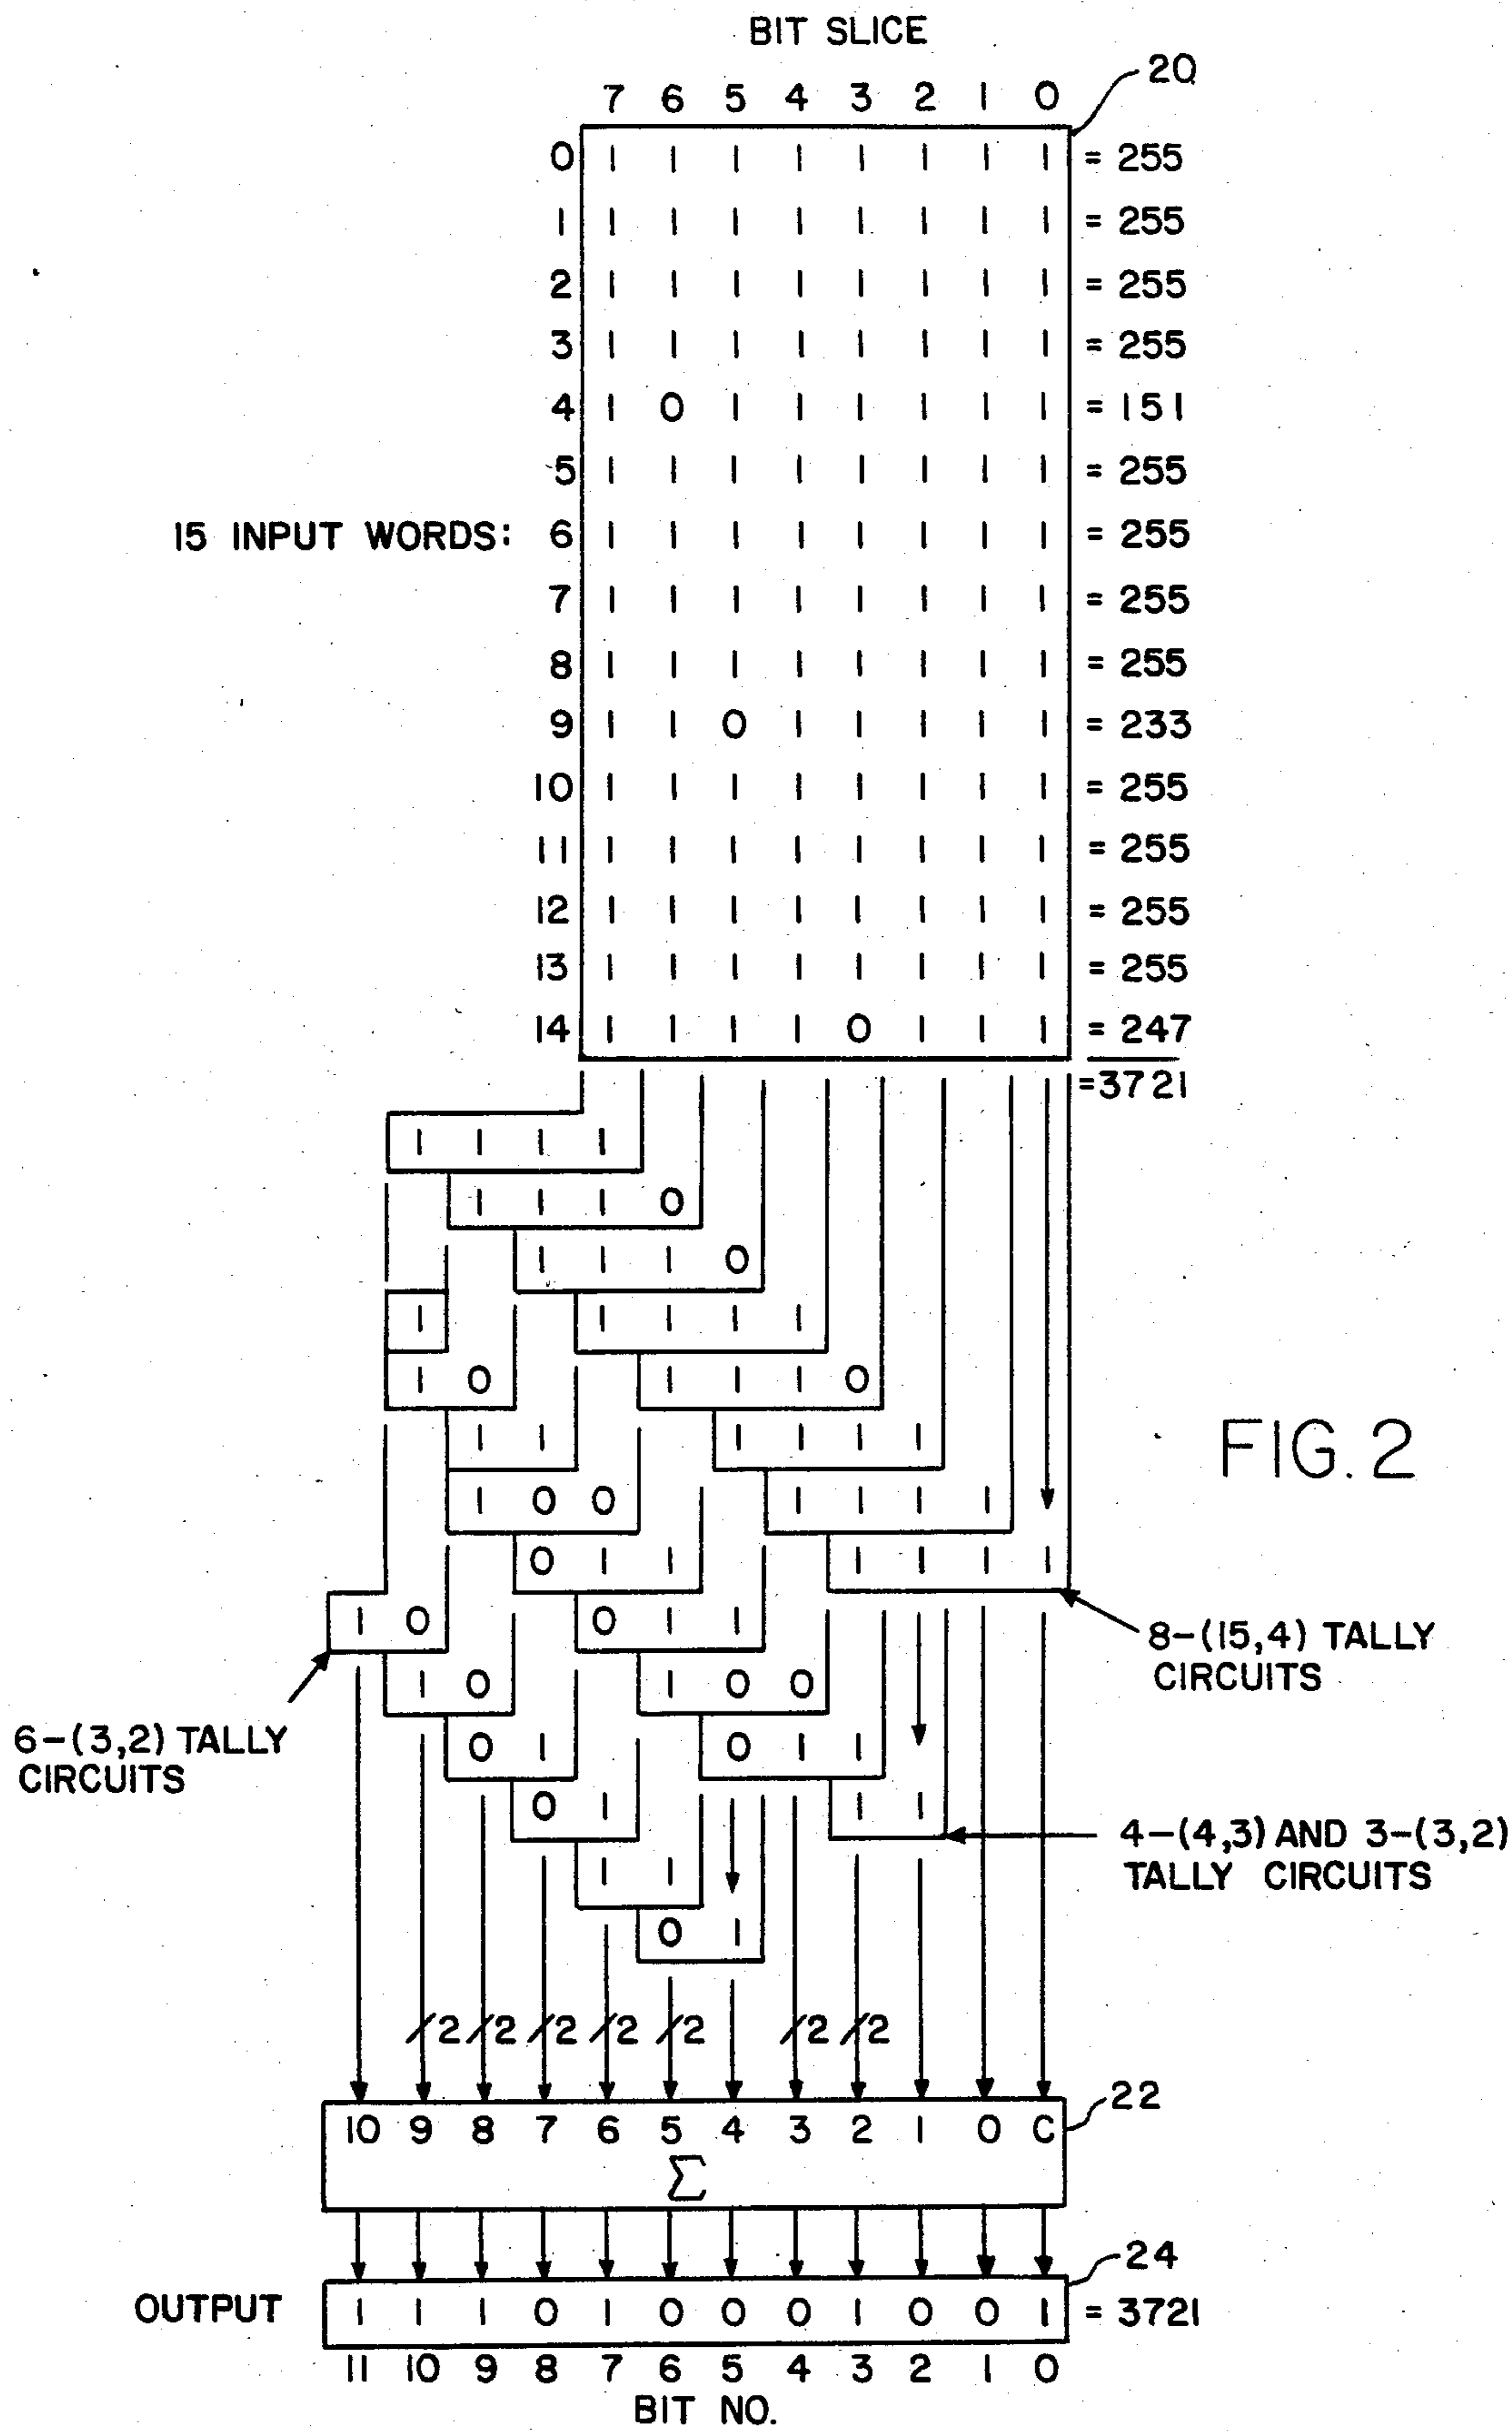 BIT SLICE
7 6 5 4 3 2 1 0
20
0 1 1 1 1 1 1 1 1 = 255
1 1 1 1 1 1 1 1 1 = 255
2 1 1 1 1 1 1 1 1 = 255
3 1 1 1 1 1 1 1 1 = 255
4 1 0 1 1 1 1 1 1 = 151
5 1 1 1 1 1 1 1 1 = 255
15 INPUT WORDS: 6 1 1 1 1 1 1 1 1 = 255
7 1 1 1 1 1 1 1 1 = 255
8 1 1 1 1 1 1 1 1 = 255
9 1 1 0 1 1 1 1 1 = 233
10 1 1 1 1 1 1 1 1 = 255
11 1 1 1 1 1 1 1 1 = 255
12 1 1 1 1 1 1 1 1 = 255
13 1 1 1 1 1 1 1 1 = 255
14 1 1 1 1 0 1 1 1 = 247
=3721
1 1 1 1
1 1 1 0
1 1 1 0
1 1 1 1 1
1 0 1 1 1 0
1 1 1 1 1 1
FIG. 2
1 0 0 1 1 1 1
0 1 1 1 1 1 1
1 0 0 1 1
8-(15,4) TALLY
CIRCUITS
1 0 1 0 0
6-(3,2) TALLY
CIRCUITS
0 1 0 1 1
0 1 1 1
4-(4,3) AND 3-(3,2)
TALLY CIRCUITS
1 1
0 1
/2 /2 /2 /2 /2 /2 /2
22
10 9 8 7 6 5 4 3 2 1 0 C
Σ
24
OUTPUT 1 1 1 0 1 0 0 0 1 0 0 1 = 3721
11 10 9 8 7 6 5 4 3 2 1 0
BIT NO.